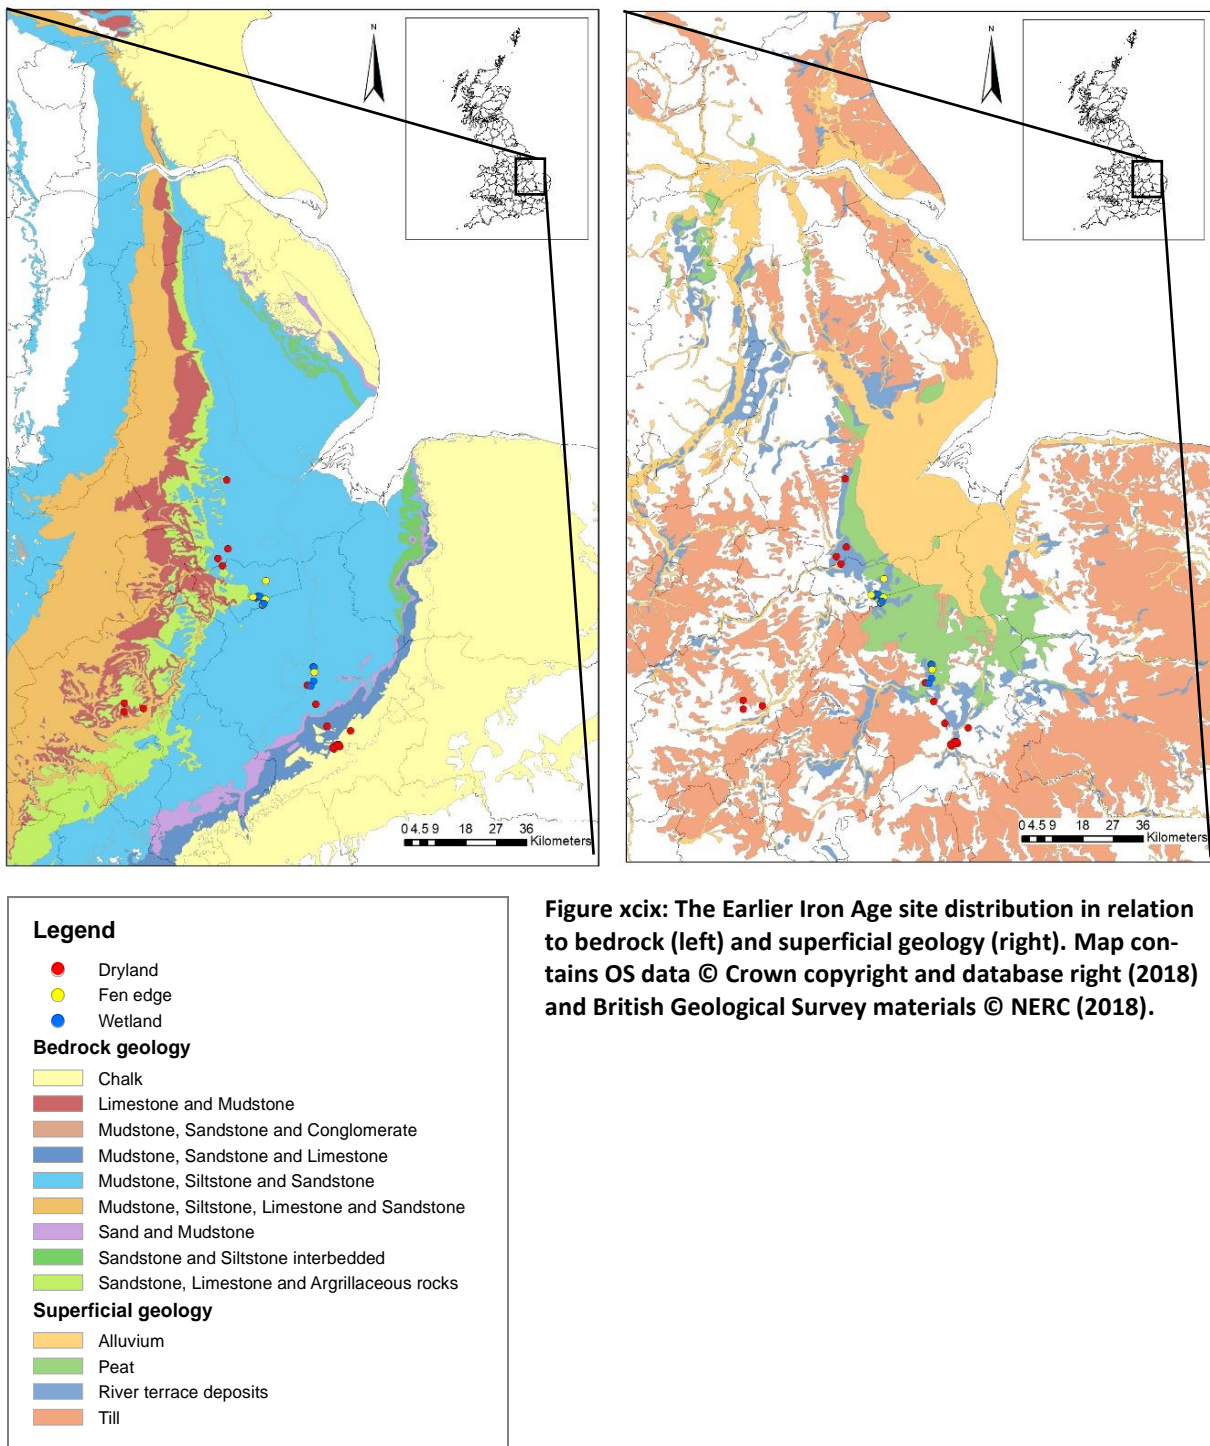 N
0 4.5 9 18 27 36
Kilometers
N
0 4.5 9 18 27 36
Kilometers
Legend
Dryland
Fen edge
Wetland
Bedrock geology
Chalk
Limestone and Mudstone
Mudstone, Sandstone and Conglomerate
Mudstone, Sandstone and Limestone
Mudstone, Siltstone and Sandstone
Mudstone, Siltstone, Limestone and Sandstone
Sand and Mudstone
Sandstone and Siltstone interbedded
Sandstone, Limestone and Argrillaceous rocks
Superficial geology
Alluvium
Peat
River terrace deposits
Till
Figure xcix: The Earlier Iron Age site distribution in relation
to bedrock (left) and superficial geology (right). Map con-
tains OS data © Crown copyright and database right (2018)
and British Geological Survey materials © NERC (2018).